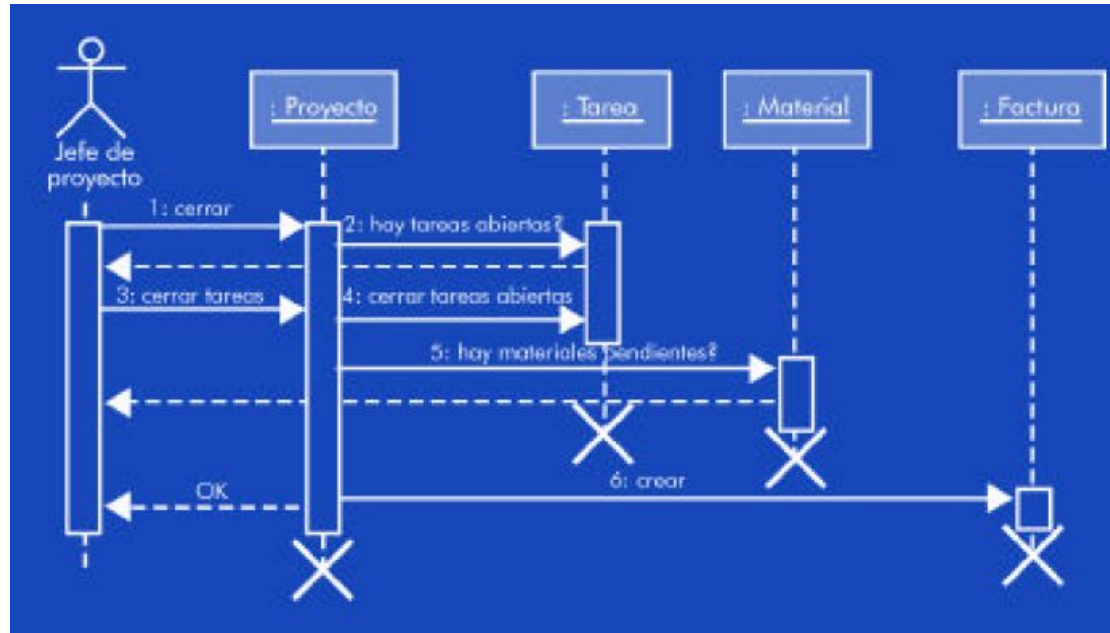 : Proyecto
: Tarea
: Material
: Factura
Jefe de
proyecto
1: cerrar
2: hay tareas abiertas?
3: cerrar tareas
4: cerrar tareas abiertas
5: hay materiales pendientes?
6: crear
OK